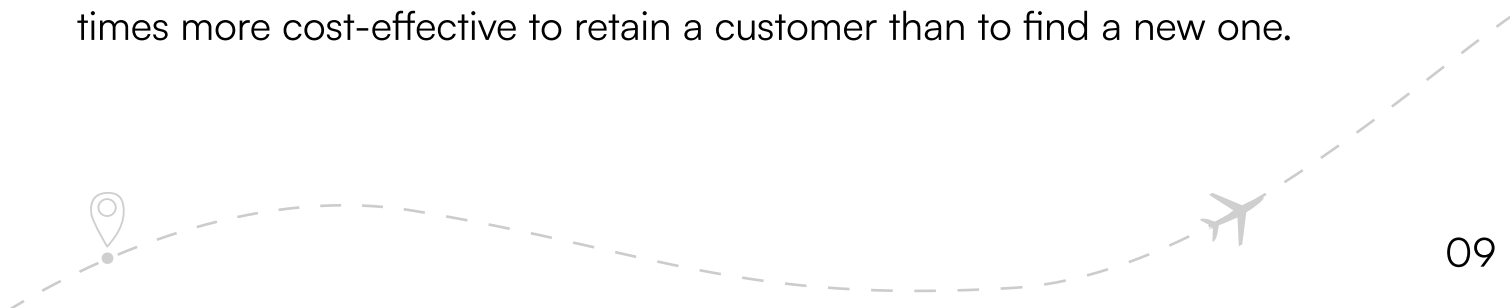 times more cost-effective to retain a customer than to find a new one.
09